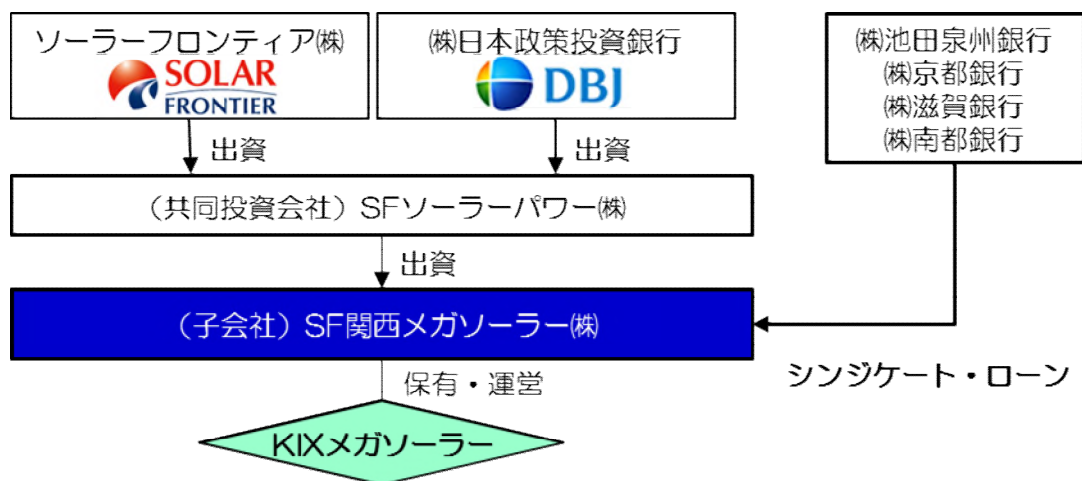 ソーラーフロンティア㈱
SOLAR
FRONTIER
㈱日本政策投資銀行
DBJ
㈱池田泉州銀行
㈱京都銀行
㈱滋賀銀行
㈱南都銀行
出資
出資
（共同投資会社）SFソーラーパワー㈱
出資
（子会社）SF関西メガソーラー㈱
シンジケート・ローン
保有・運営
KIXメガソーラー